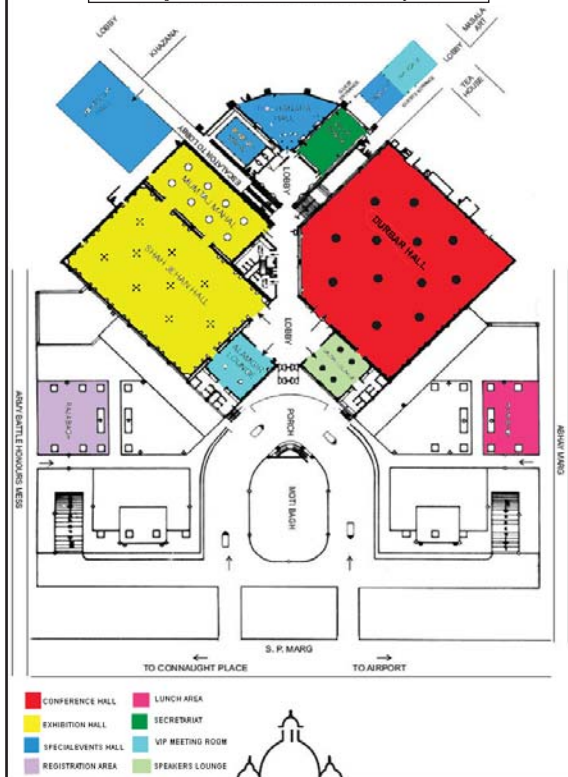 LOBBY
KHAZANA
MASALA
ART
LOBBY
TEA
HOUSE
ESCALATOR TO LOBBY
HALL
LOBBY
MUMTAJ MAHAL
SHAH JEHAN HALL
DURBAR HALL
LOBBY
LOUNGE
PORCH
MOTI BAGH
ARMY BATTLE HONOURS MESS
ABHAY MARG
S. P. MARG
TO CONNAUGHT PLACE
TO AIRPORT
CONFERENCE HALL
LUNCH AREA
EXHIBITION HALL
SECRETARIAT
SPECIALEVENTS HALL
VIP MEETING ROOM
REGISTRATION AREA
SPEAKERS LOUNGE